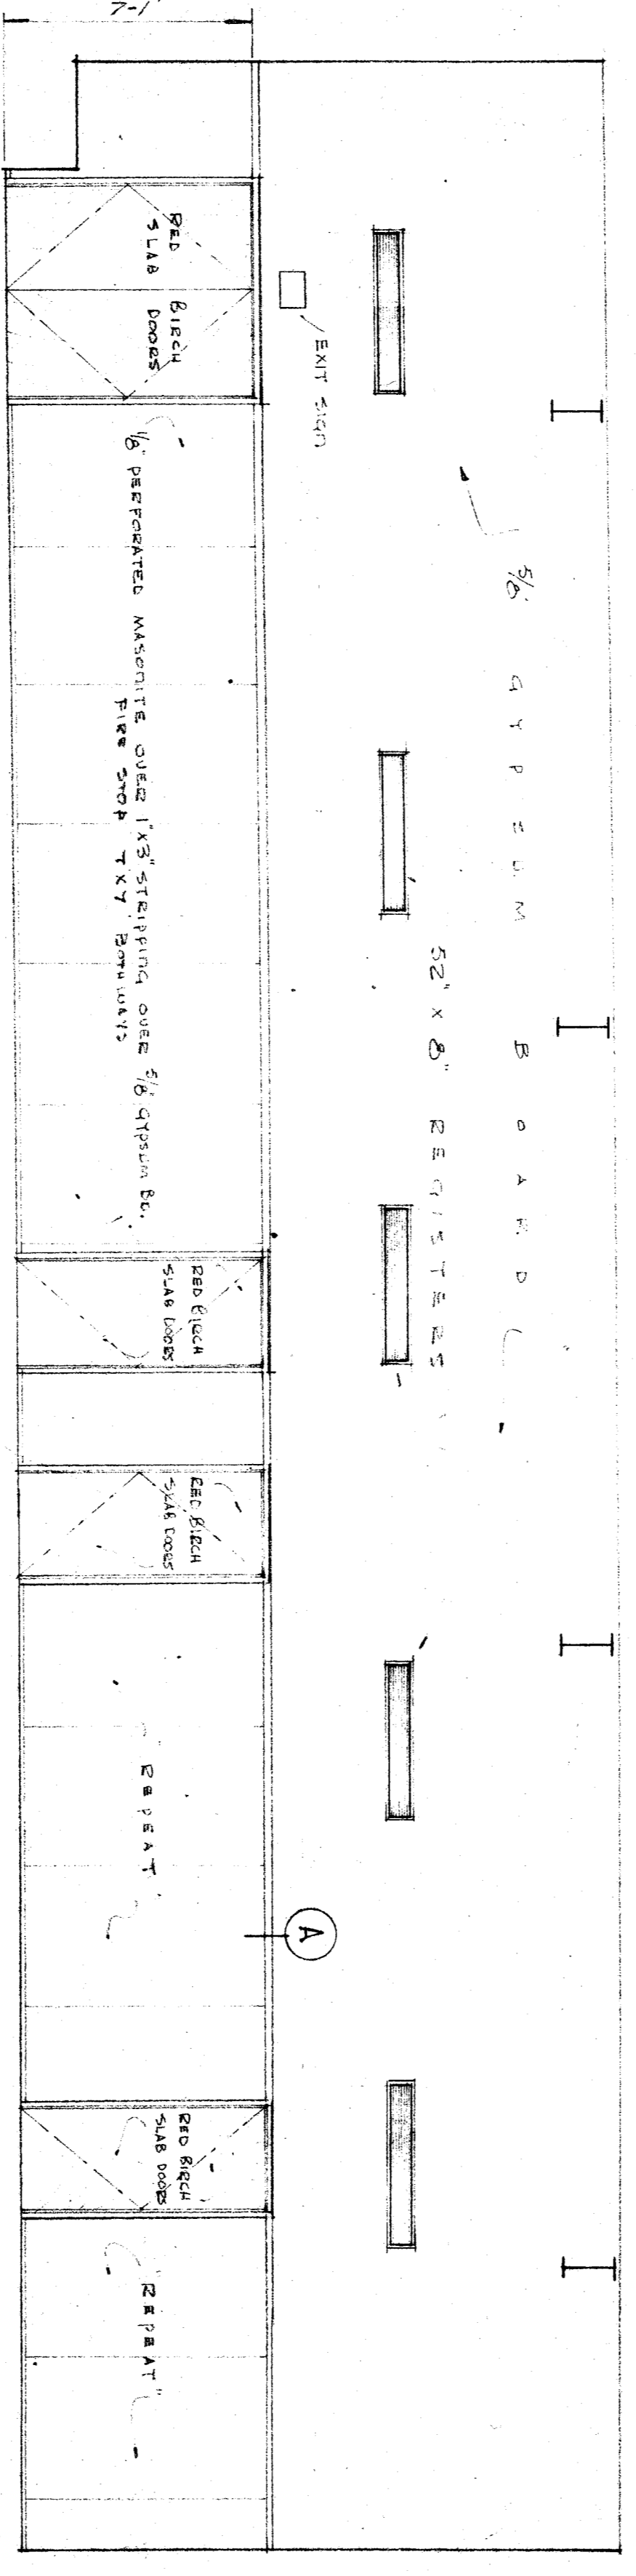 7'-1"
RED BIRCH
SLAB DOORS
EXIT SIGN
5/8" GYPSUM BOARD
52" X 8" REGISTERS
1/8" PERFORATED MASONITE OVER 1"X3" STRIPPING OVER 5/8" GYPSUM BD.
FIRE STOP 7X7 BOTHWAYS
RED BIRCH
SLAB DOORS
RED BIRCH
SLAB DOORS
"REPEAT"
A
RED BIRCH
SLAB DOORS
"REPEAT"